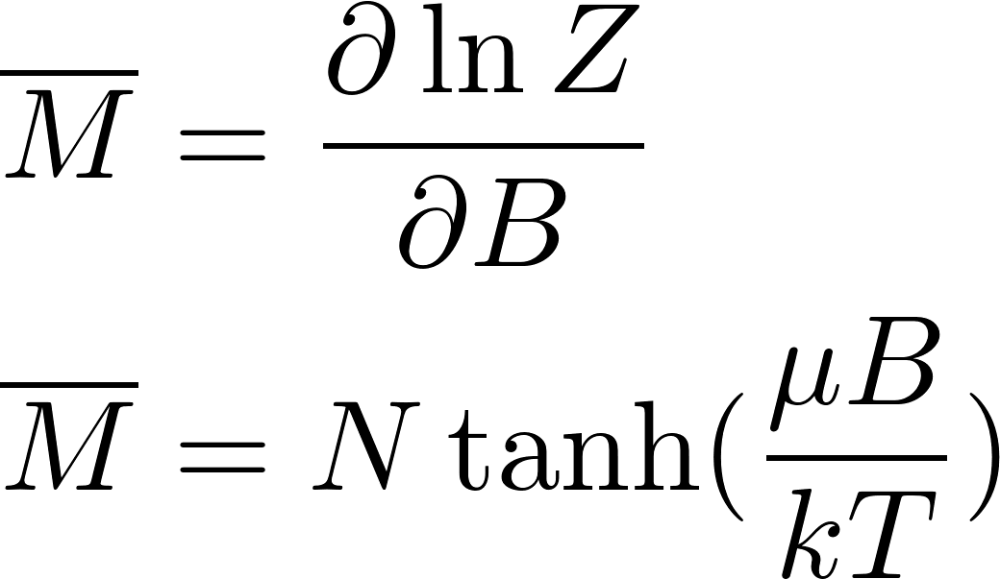 \overline{M} = \frac{\partial \ln Z}{\partial B}
\overline{M} = N \tanh(\frac{\mu B}{kT})